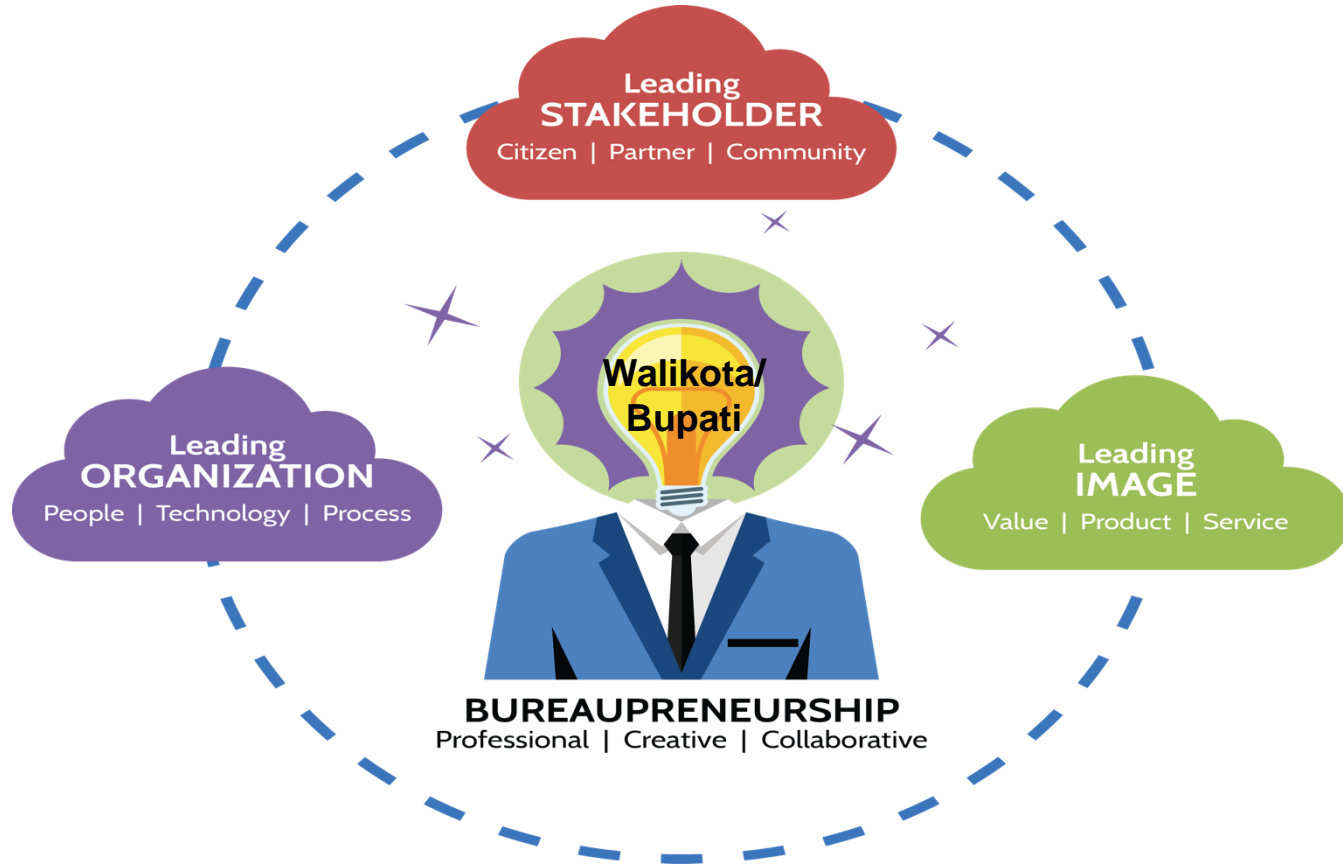 Leading
STAKEHOLDER
Citizen | Partner | Community
Walikota/
Bupati
Leading
ORGANIZATION
People | Technology | Process
Leading
IMAGE
Value | Product | Service
BUREAUPRENEURSHIP
Professional | Creative | Collaborative